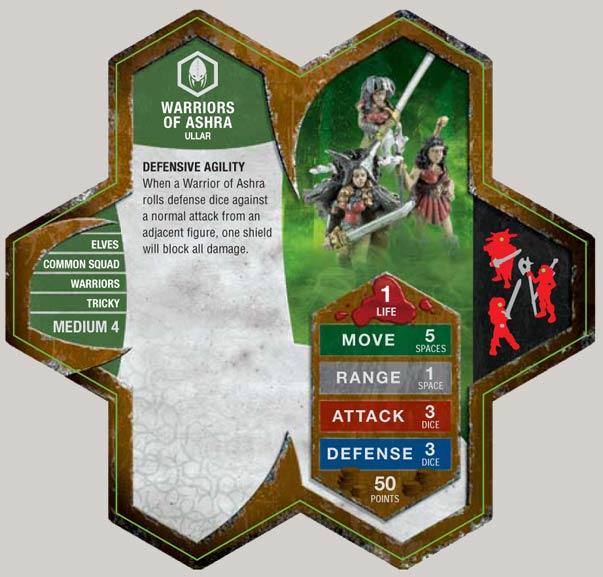 WARRIORS
OF ASHRA
ULLAR
DEFENSIVE AGILITY
When a Warrior of Ashra
rolls defense dice against
a normal attack from an
adjacent figure, one shield
will block all damage.
ELVES
COMMON SQUAD
WARRIORS
TRICKY
MEDIUM 4
1
LIFE
MOVE 5
SPACES
RANGE 1
SPACE
ATTACK 3
DICE
DEFENSE 3
DICE
50
POINTS